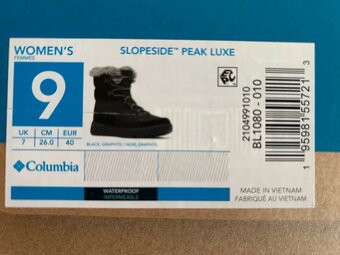 WOMEN'S
FEMMES
9
UK CM EUR
7 26.0 40
Columbia
SLOPESIDE™ PEAK LUXE
BLACK, GRAPHITE / NOIR, GRAPHITE
WATERPROOF
IMPERMÉABLE
2104991010
BL1080 - 010
1 95981 55721 3
MADE IN VIETNAM
FABRIQUÉ AU VIETNAM